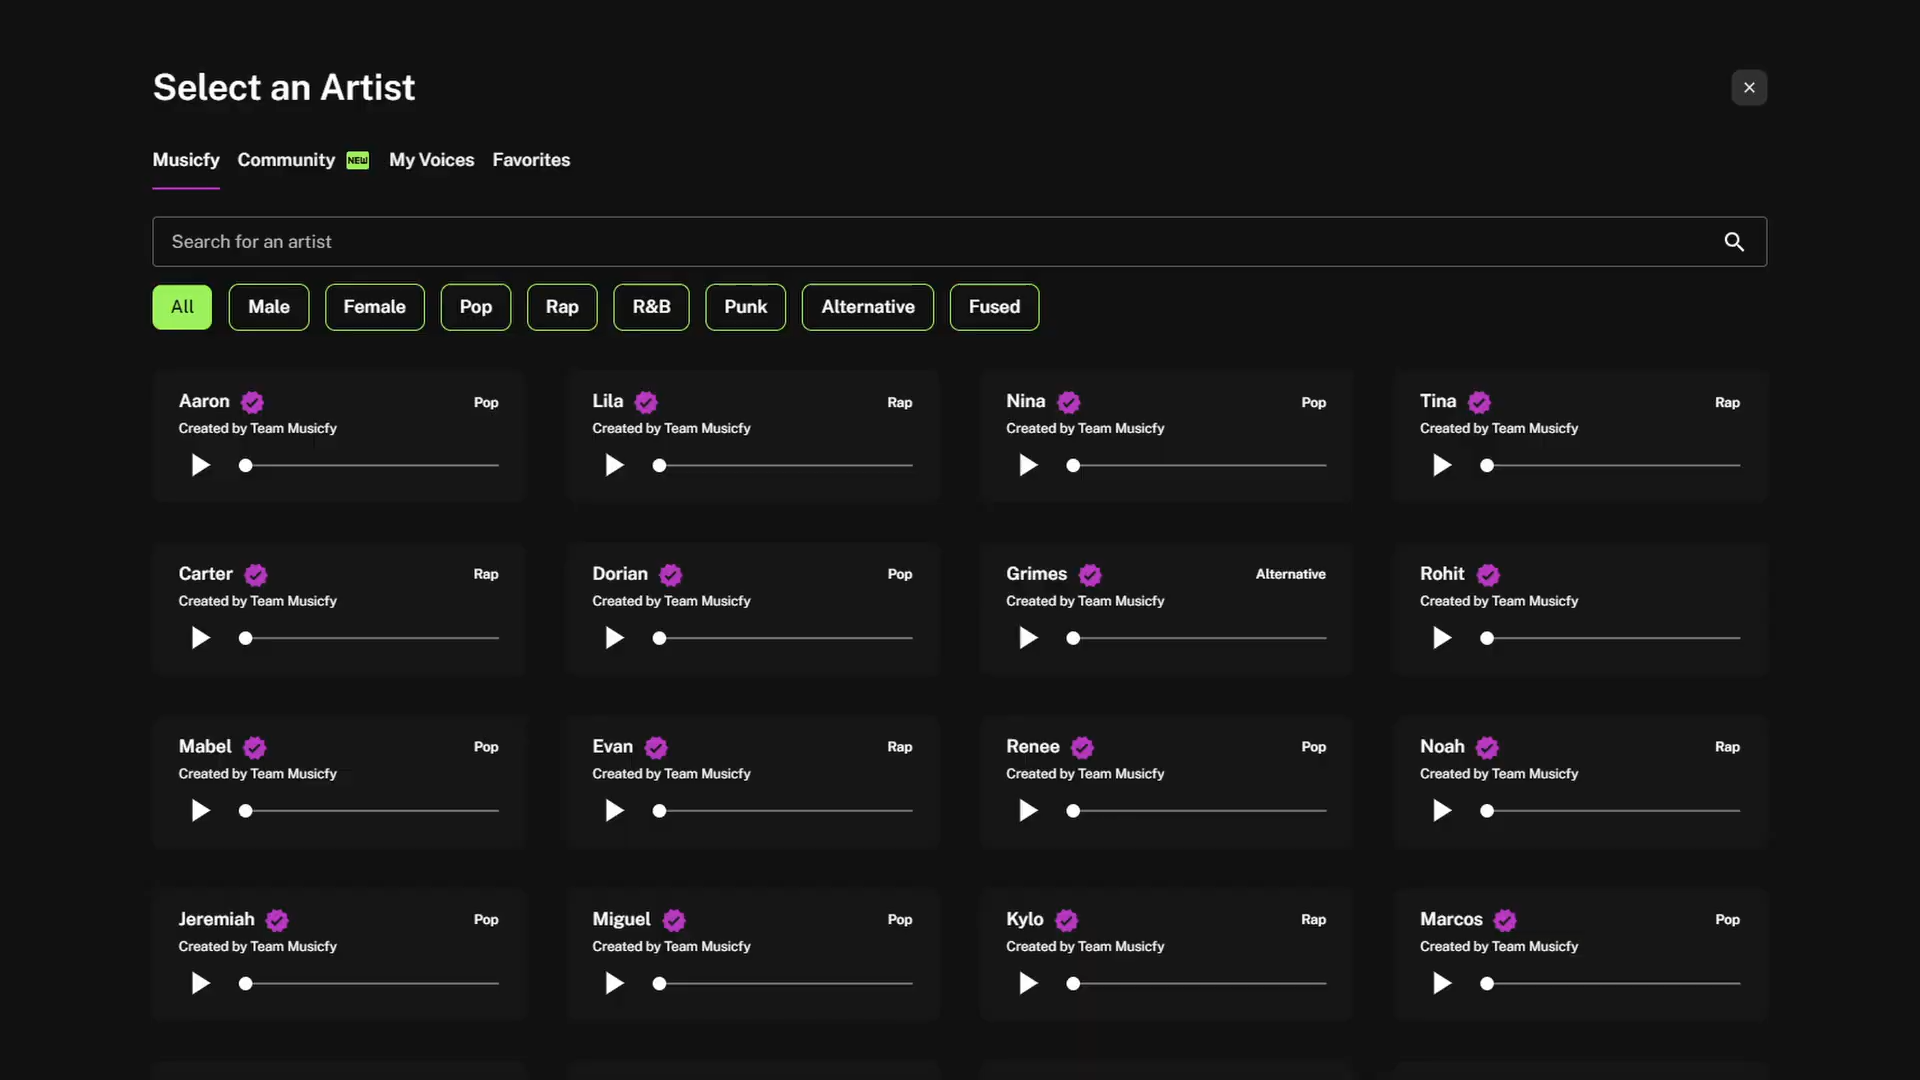 Select an Artist
Musicfy Community NEW My Voices Favorites
Search for an artist
All Male Female Pop Rap R&B Punk Alternative Fused
Aaron Pop Lila Rap Nina Pop Tina Rap
Created by Team Musicfy Created by Team Musicfy Created by Team Musicfy Created by Team Musicfy
Carter Rap Dorian Pop Grimes Alternative Rohit
Created by Team Musicfy Created by Team Musicfy Created by Team Musicfy Created by Team Musicfy
Mabel Pop Evan Rap Renee Pop Noah Rap
Created by Team Musicfy Created by Team Musicfy Created by Team Musicfy Created by Team Musicfy
Jeremiah Pop Miguel Pop Kylo Rap Marcos Pop
Created by Team Musicfy Created by Team Musicfy Created by Team Musicfy Created by Team Musicfy